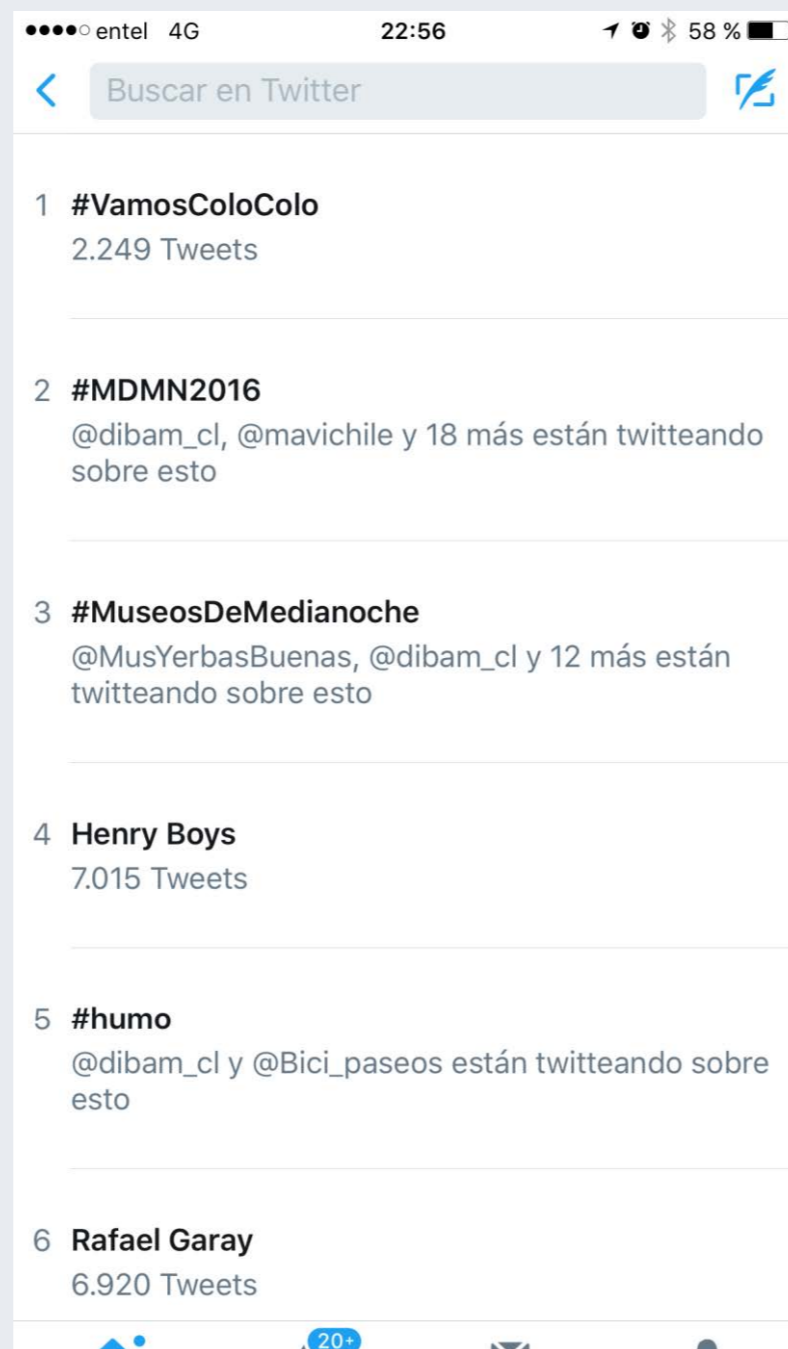 entel 4G 22:56 58 %
Buscar en Twitter
1 #VamosColoColo
2.249 Tweets
2 #MDMN2016
@dibam_cl, @mavichile y 18 más están twitteando
sobre esto
3 #MuseosDeMedianoche
@MusYerbasBuenas, @dibam_cl y 12 más están
twitteando sobre esto
4 Henry Boys
7.015 Tweets
5 #humo
@dibam_cl y @Bici_paseos están twitteando sobre
esto
6 Rafael Garay
6.920 Tweets
20+